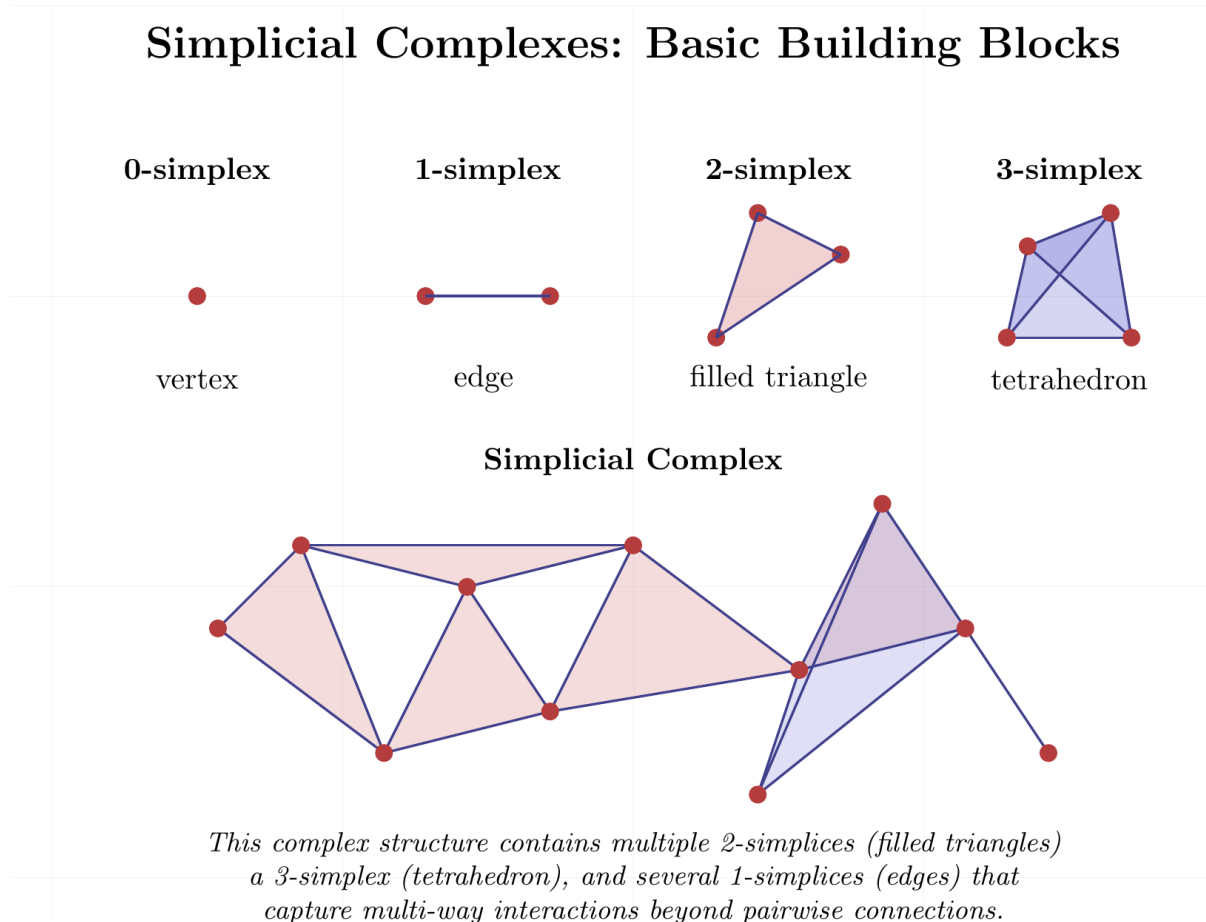 Simplicial Complexes: Basic Building Blocks
0-simplex
1-simplex
2-simplex
3-simplex
vertex
edge
filled triangle
tetrahedron
Simplicial Complex
This complex structure contains multiple 2-simplices (filled triangles)
a 3-simplex (tetrahedron), and several 1-simplices (edges) that
capture multi-way interactions beyond pairwise connections.